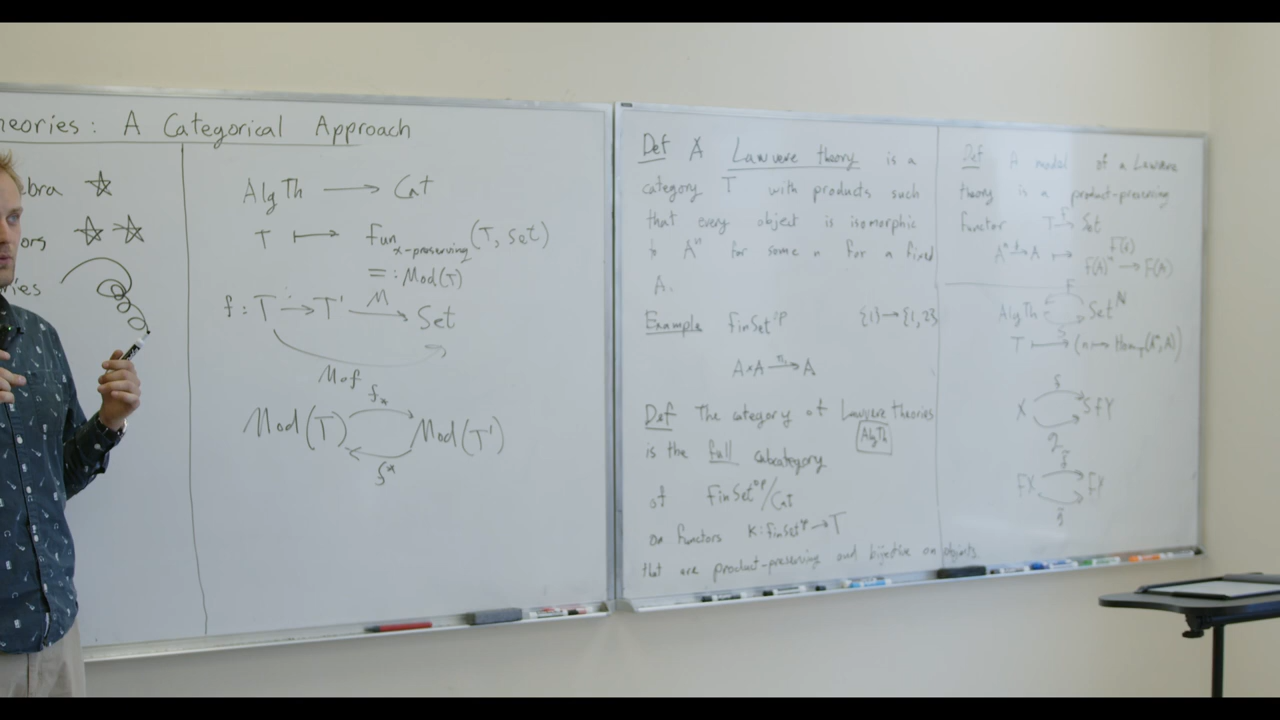 eories: A Categorical Approach
ebra ☆
ors ☆ ☆
ries
AlgTh ⟶ Cat
T ⟼ Fun_{×-preserving}(T, Set)
=: Mod(T)
f: T ⟶ T' —M→ Set
M∘f
Mod(T) f_* Mod(T')
f^*
Def A Lawvere theory is a
category T with products such
that every object is isomorphic
to A^n for some n for a fixed
A.
Example FinSet^{op} {1}→{1,2}
A×A ⟶ A
Def The category of Lawvere theories
AlgTh
is the full subcategory
of FinSet^{op}/Cat
on functors K: FinSet^{op} → T
that are product-preserving and bijective on objects.
Def A model of a Lawvere
theory is a product-preserving
functor T —F→ Set
A^n —f→ A ⟼ F(A)^n —F(f)→ F(A)
F
AlgTh Set^ℕ
S
T ⟼ (n ↦ Hom_T(A^n, A))
f
X SFY
g
f̄
FX FY
ḡ